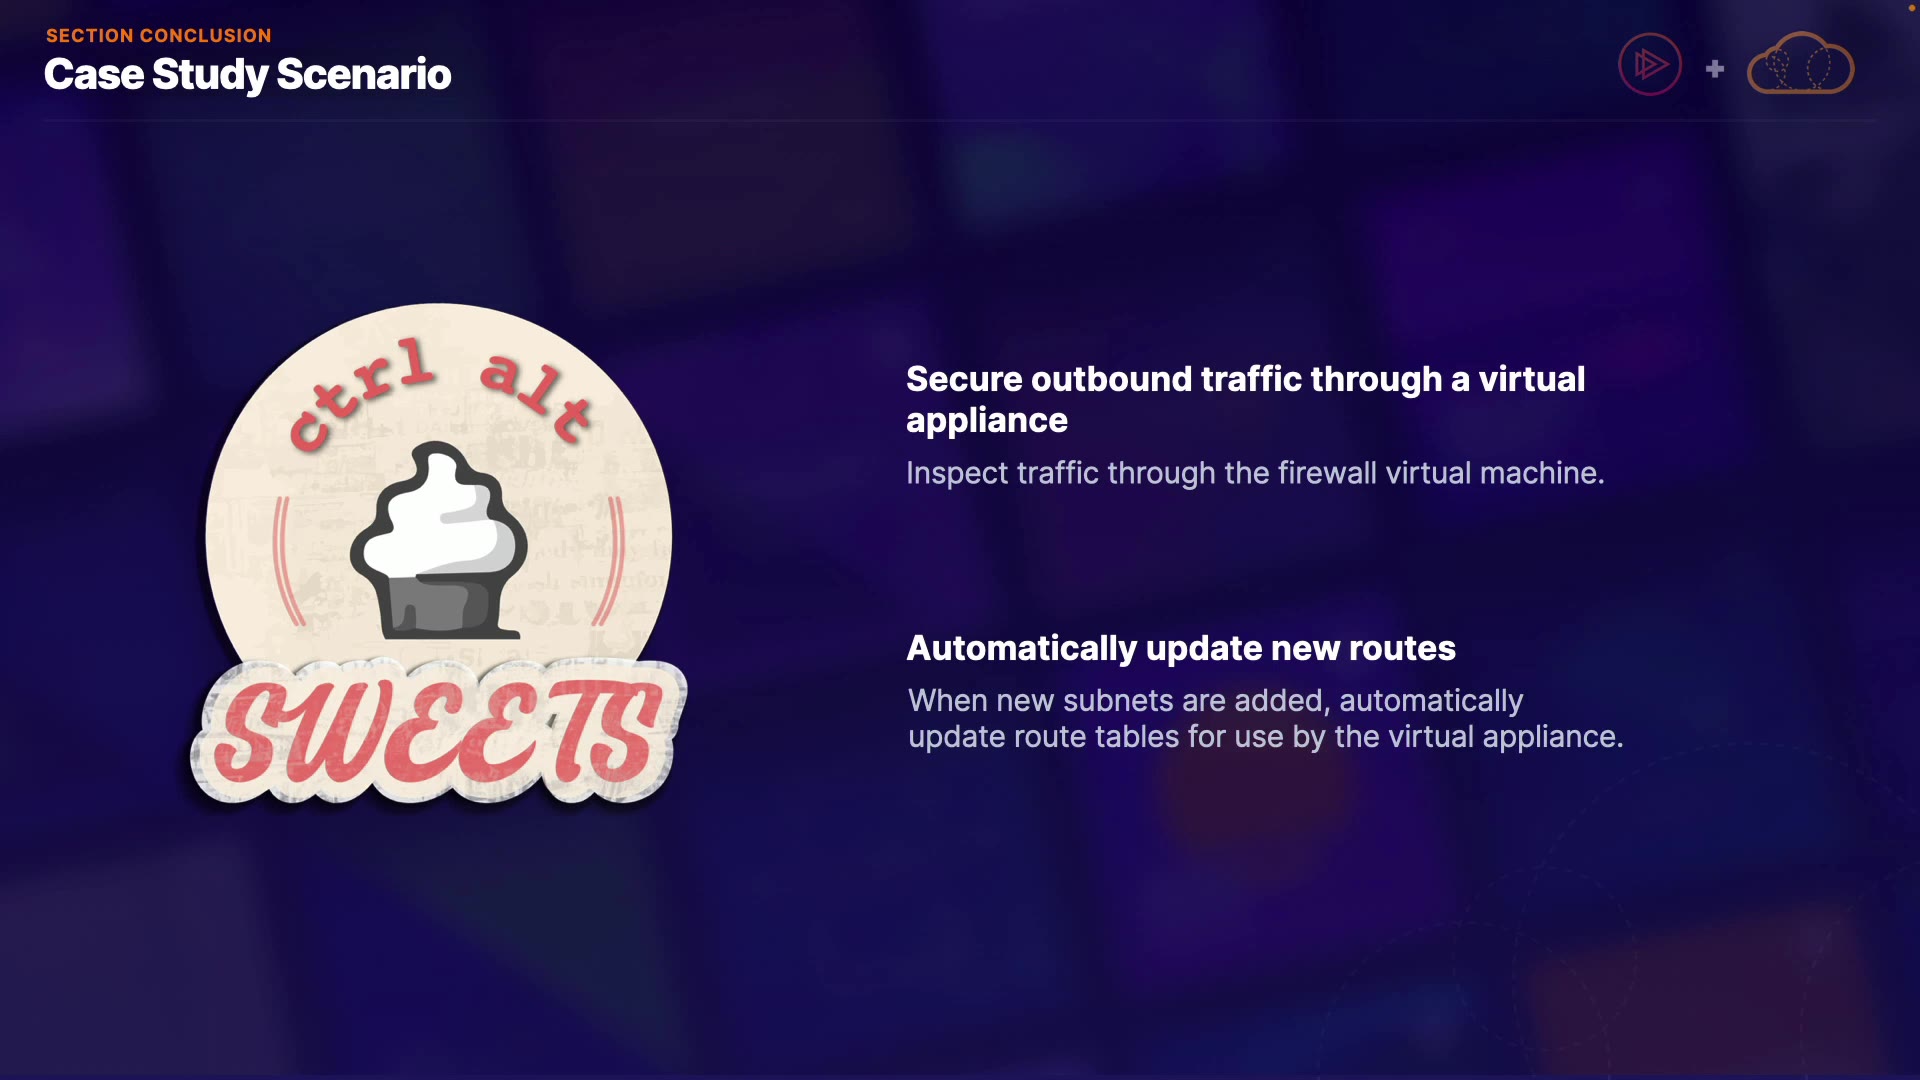 SECTION CONCLUSION
Case Study Scenario
ctrl alt
SWEETS
Secure outbound traffic through a virtual
appliance
Inspect traffic through the firewall virtual machine.
Automatically update new routes
When new subnets are added, automatically
update route tables for use by the virtual appliance.